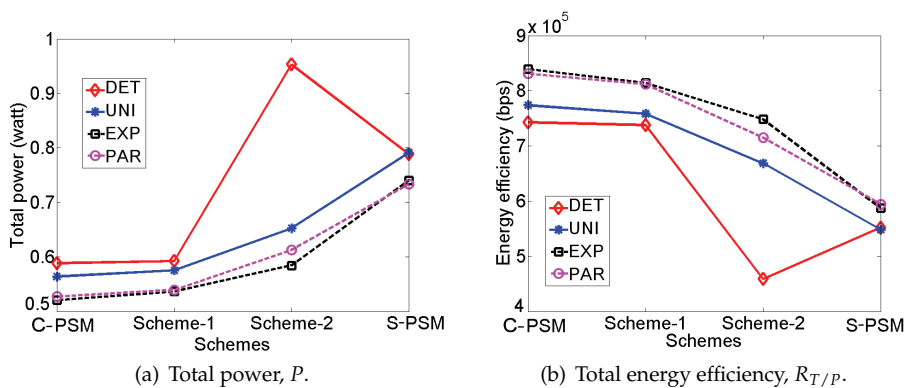 1
0.9
0.8
0.7
0.6
0.5
Total power (watt)
DET
UNI
EXP
PAR
C-PSM
Scheme-1
Scheme-2
S-PSM
Schemes
(a) Total power, P.
9 x 10^5
8
7
6
5
4
Energy efficiency (bps)
DET
UNI
EXP
PAR
C-PSM
Scheme-1
Scheme-2
S-PSM
Schemes
(b) Total energy efficiency, R_{T/P}.